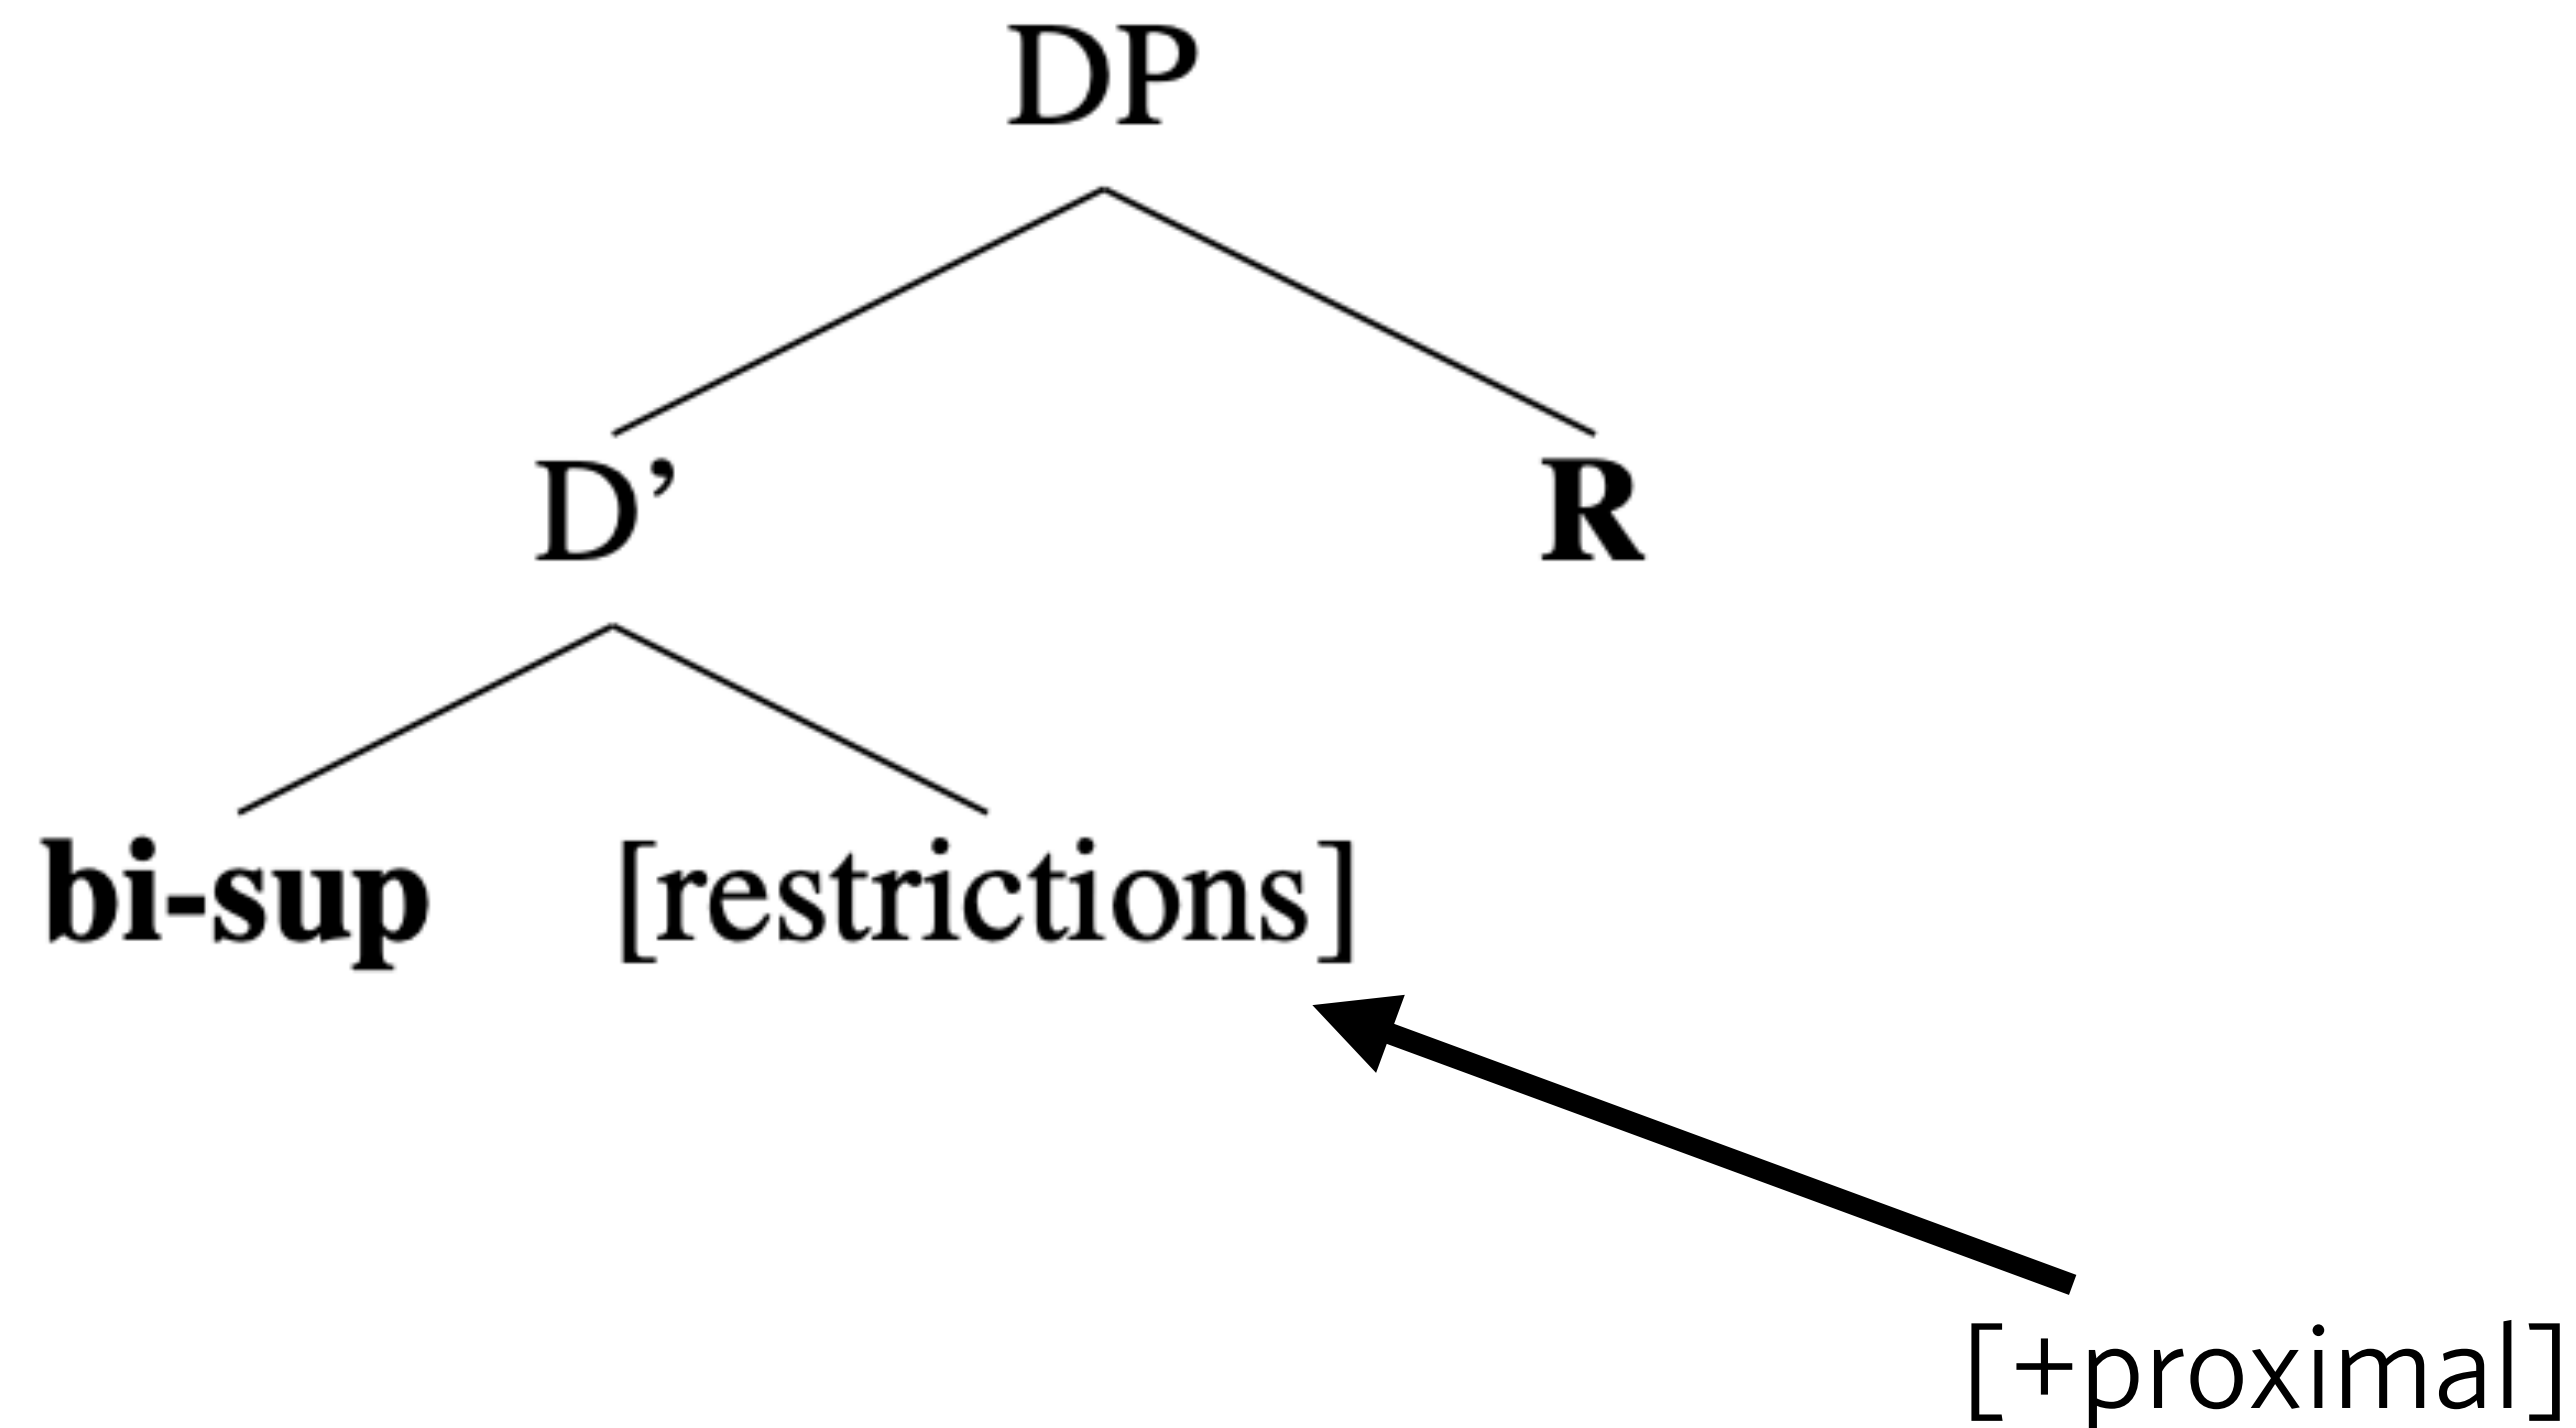 DP
D’ R
bi-sup [restrictions]
[+proximal]